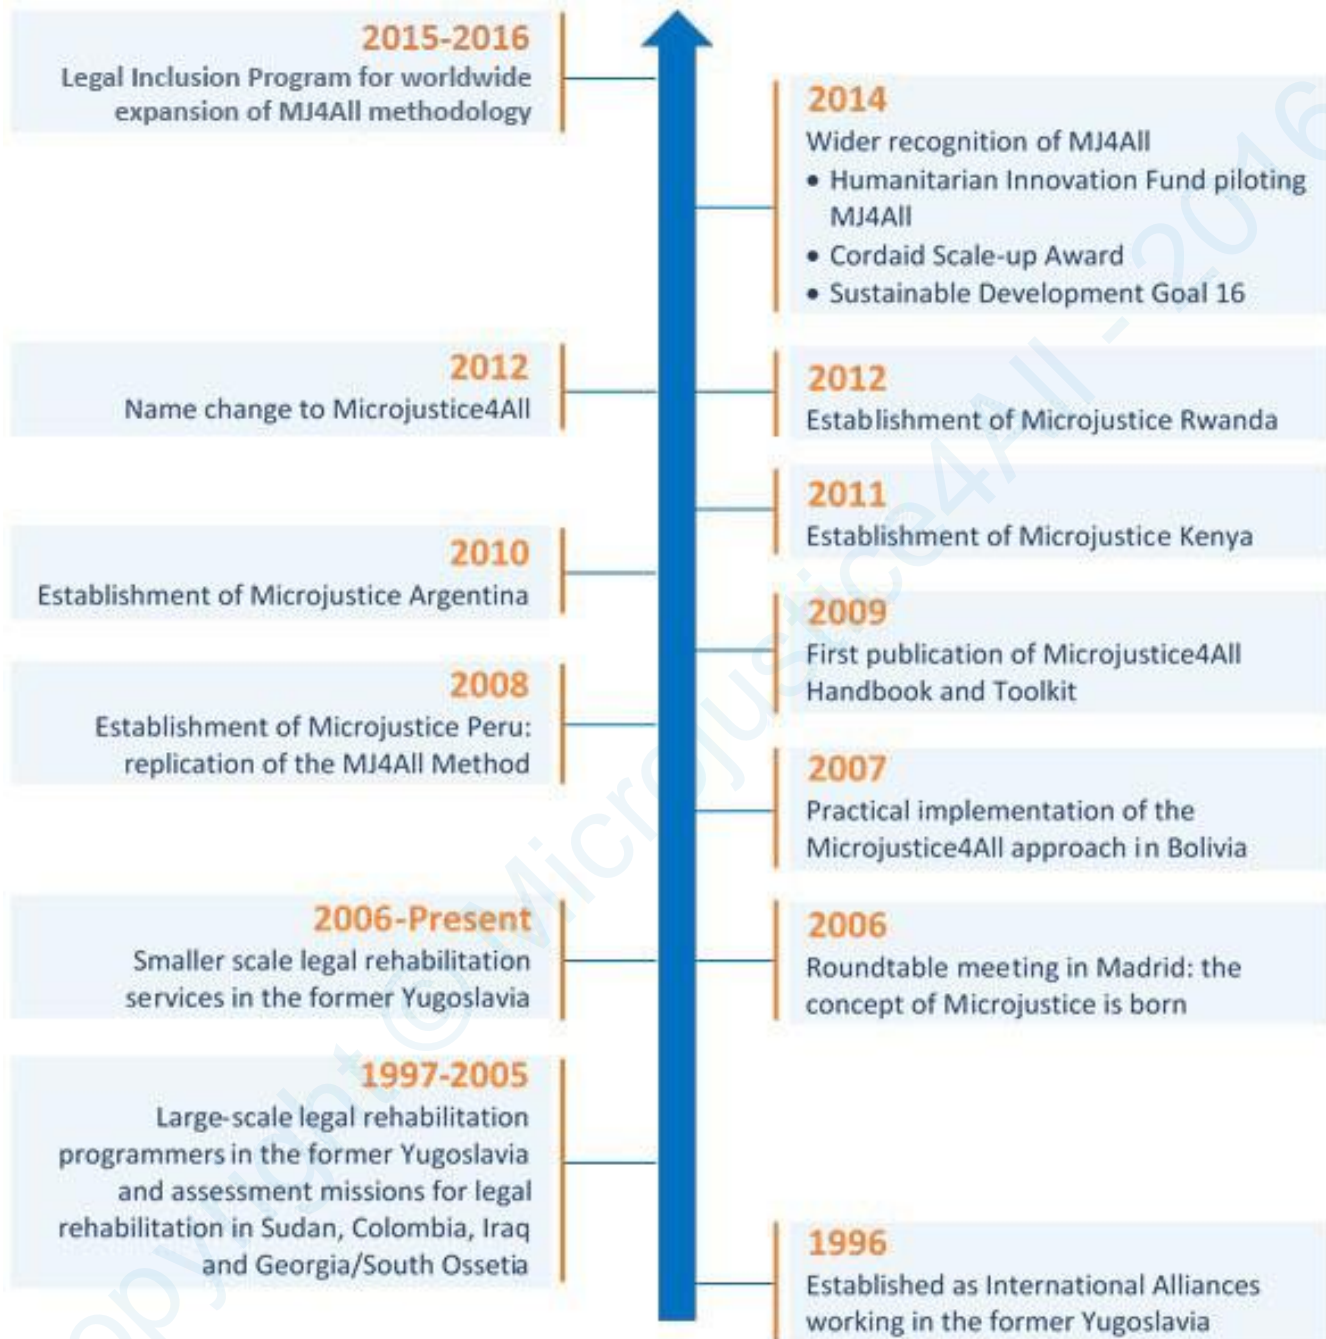 2015-2016
Legal Inclusion Program for worldwide
expansion of MJ4All methodology
2014
Wider recognition of MJ4All
• Humanitarian Innovation Fund piloting
MJ4All
• Cordaid Scale-up Award
• Sustainable Development Goal 16
2012
Name change to Microjustice4All
2012
Establishment of Microjustice Rwanda
2011
Establishment of Microjustice Kenya
2010
Establishment of Microjustice Argentina
2009
First publication of Microjustice4All
Handbook and Toolkit
2008
Establishment of Microjustice Peru:
replication of the MJ4All Method
2007
Practical implementation of the
Microjustice4All approach in Bolivia
2006-Present
Smaller scale legal rehabilitation
services in the former Yugoslavia
2006
Roundtable meeting in Madrid: the
concept of Microjustice is born
1997-2005
Large-scale legal rehabilitation
programmers in the former Yugoslavia
and assessment missions for legal
rehabilitation in Sudan, Colombia, Iraq
and Georgia/South Ossetia
1996
Established as International Alliances
working in the former Yugoslavia
opyright © Microjustice4All - 2016